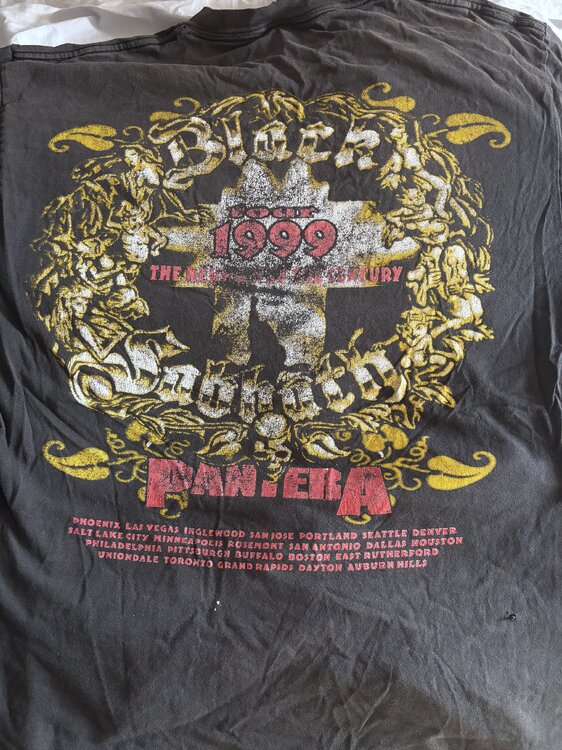 Black
TOUR
1999
THE LAST CENTURY
Sabbath
PANTERA
PHOENIX LAS VEGAS INGLEWOOD SAN JOSE PORTLAND SEATTLE DENVER
SALT LAKE CITY MINNEAPOLIS ROSEMONT SAN ANTONIO DALLAS HOUSTON
PHILADELPHIA PITTSBURGH BUFFALO BOSTON EAST RUTHERFORD
UNIONDALE TORONTO GRAND RAPIDS DAYTON AUBURN HILLS